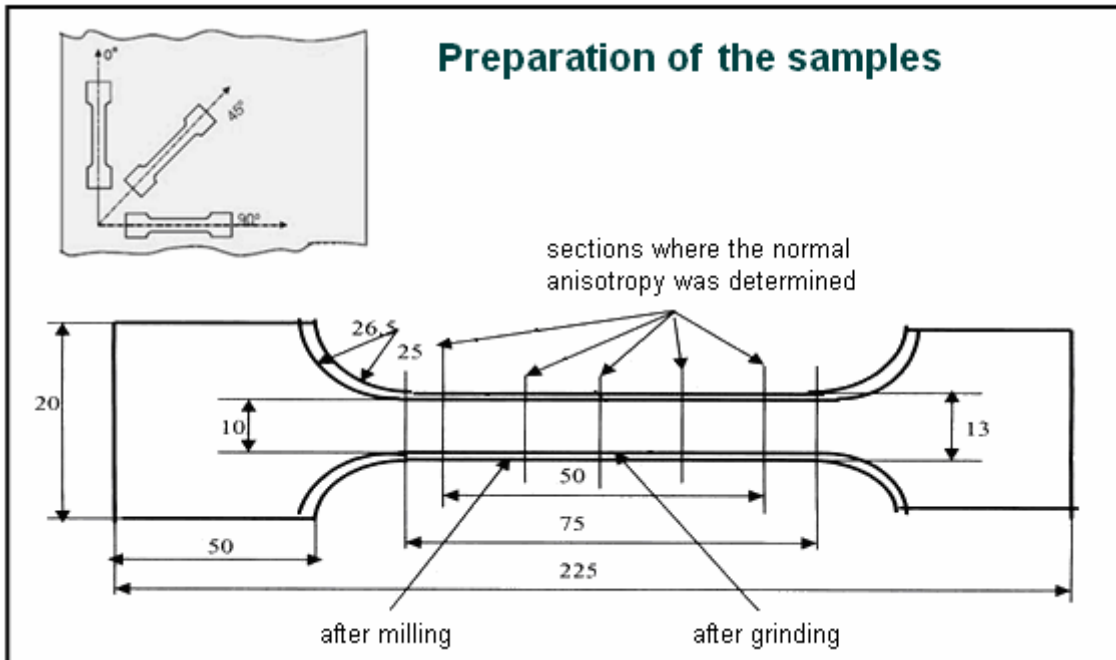 Preparation of the samples
0°
45°
90°
sections where the normal
anisotropy was determined
26.5
25
20
10
13
50
75
50
225
after milling
after grinding